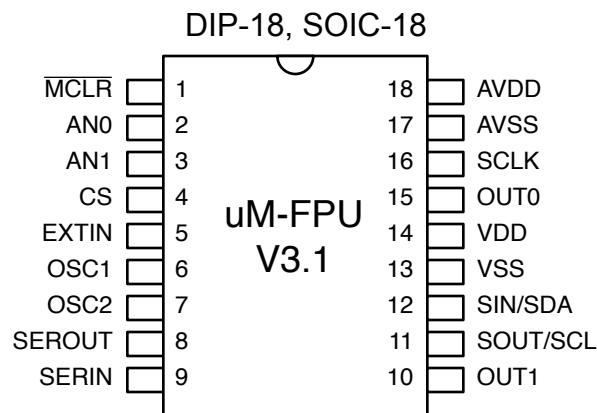 DIP-18, SOIC-18
MCLR 1 18 AVDD
AN0 2 17 AVSS
AN1 3 16 SCLK
CS 4 15 OUT0
EXTIN 5 14 VDD
OSC1 6 13 VSS
OSC2 7 12 SIN/SDA
SEROUT 8 11 SOUT/SCL
SERIN 9 10 OUT1
uM-FPU
V3.1